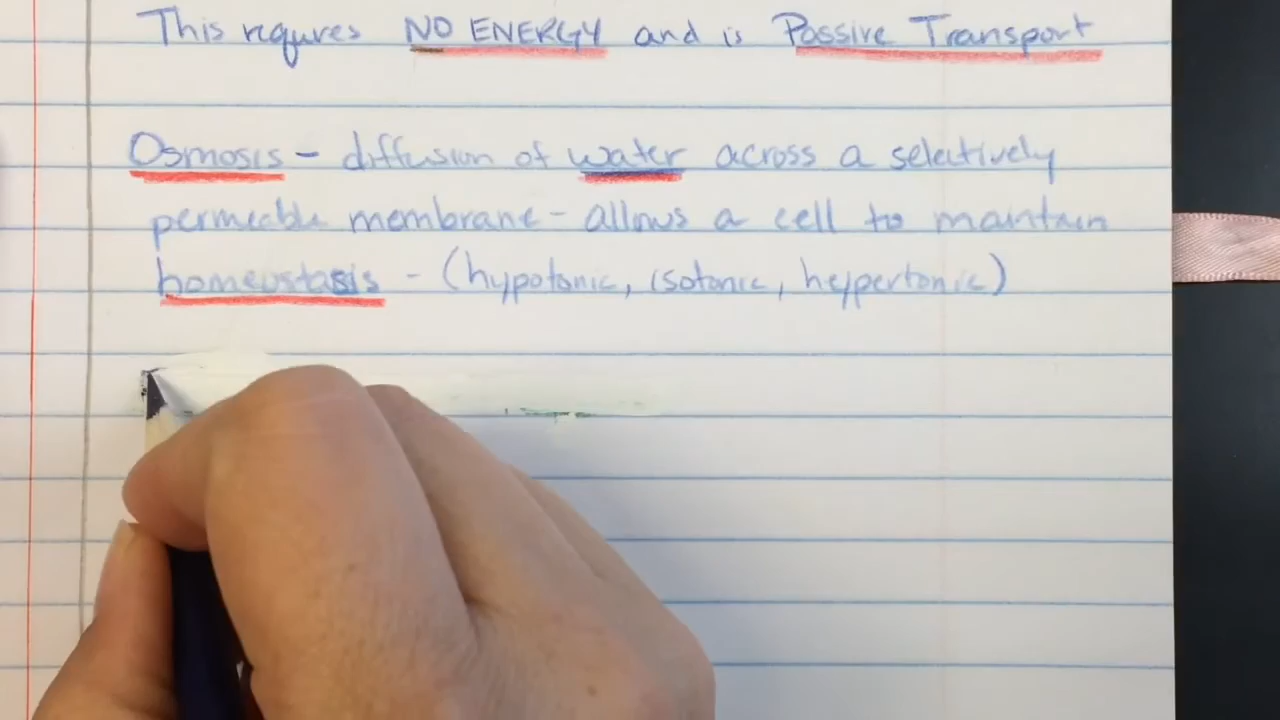 This requres NO ENERGY and is Passive Transport
Osmosis - diffusion of water across a selectively
permeable membrane - allows a cell to maintain
homeostasis - (hypotonic, isotonic, hypertonic)